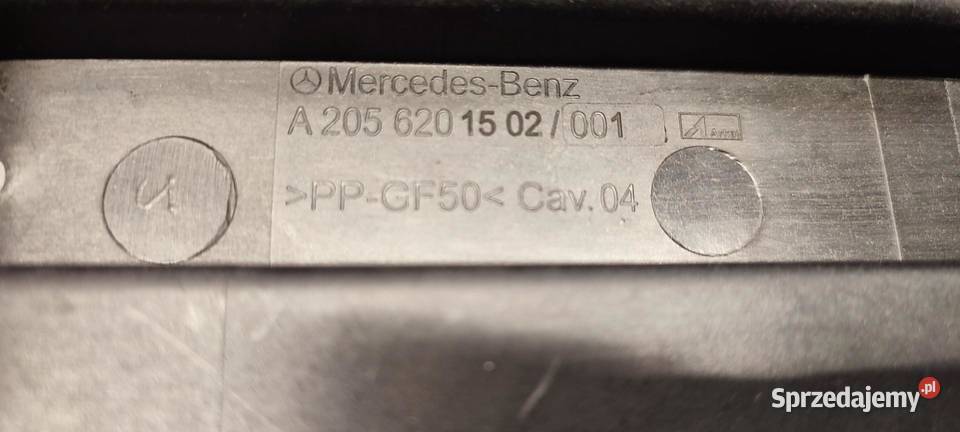 Mercedes-Benz
A 205 620 15 02 / 001
>PP-GF50< Cav. 04
Sprzedajemy.pl